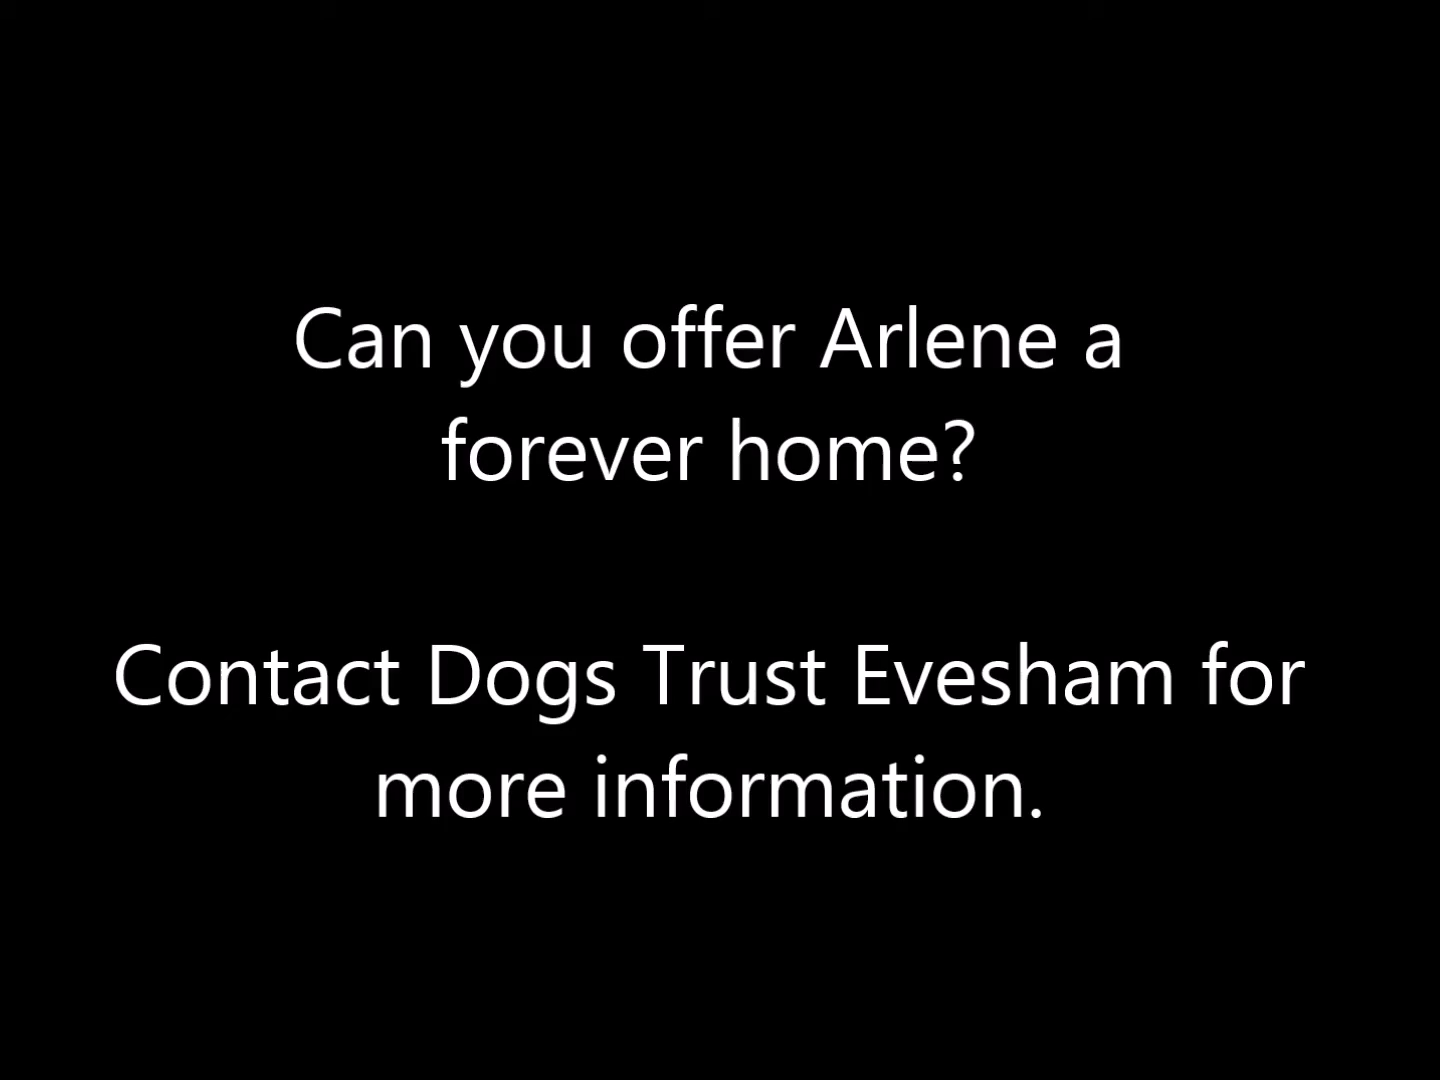 Can you offer Arlene a
forever home?
Contact Dogs Trust Evesham for
more information.